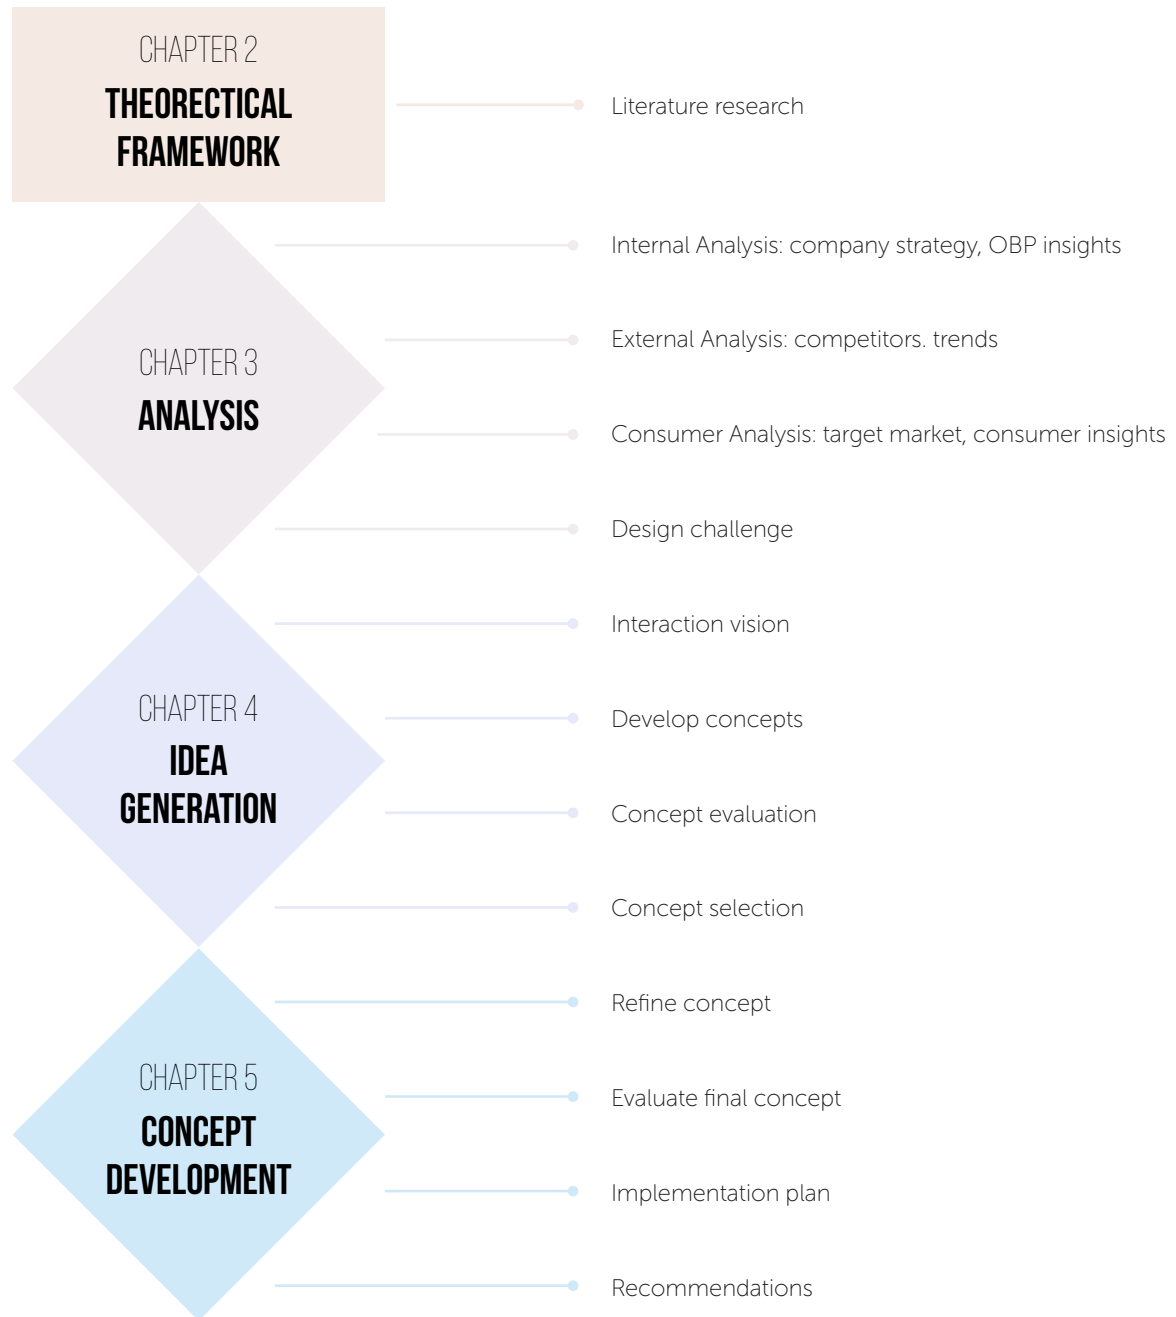 CHAPTER 2
THEORECTICAL
FRAMEWORK
Literature research
Internal Analysis: company strategy, OBP insights
External Analysis: competitors. trends
CHAPTER 3
ANALYSIS
Consumer Analysis: target market, consumer insights
Design challenge
Interaction vision
CHAPTER 4
IDEA
GENERATION
Develop concepts
Concept evaluation
Concept selection
Refine concept
CHAPTER 5
CONCEPT
DEVELOPMENT
Evaluate final concept
Implementation plan
Recommendations